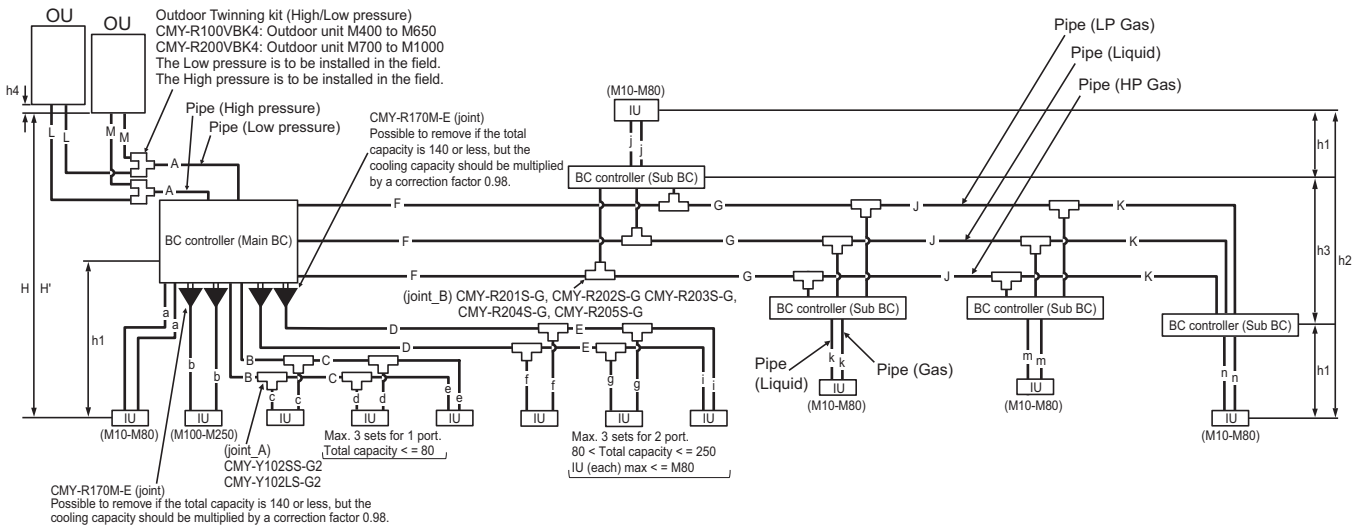 OU
OU
Outdoor Twinning kit (High/Low pressure)
CMY-R100VBK4: Outdoor unit M400 to M650
CMY-R200VBK4: Outdoor unit M700 to M1000
The Low pressure is to be installed in the field.
The High pressure is to be installed in the field.
h4
Pipe (High pressure)
Pipe (Low pressure)
L
L
M
M
A
A
CMY-R170M-E (joint)
Possible to remove if the total
capacity is 140 or less, but the
cooling capacity should be multiplied
by a correction factor 0.98.
(M10-M80)
IU
j
j
BC controller (Sub BC)
Pipe (LP Gas)
Pipe (Liquid)
Pipe (HP Gas)
h1
F
G
J
K
BC controller (Main BC)
F
G
J
K
F
G
J
K
h3
h2
H
H'
h1
(joint_B) CMY-R201S-G, CMY-R202S-G CMY-R203S-G,
CMY-R204S-G, CMY-R205S-G
BC controller (Sub BC)
BC controller (Sub BC)
BC controller (Sub BC)
a
a
b
b
D
E
D
E
B
C
B
C
c
c
d
d
e
e
f
f
g
g
i
i
Pipe
(Liquid)
k
k
Pipe (Gas)
m
m
n
n
h1
IU
(M10-M80)
IU
(M10-M80)
IU
(M10-M80)
IU
(M10-M80)
IU
(M100-M250)
IU
IU
IU
IU
IU
IU
Max. 3 sets for 1 port.
Total capacity < = 80
Max. 3 sets for 2 port.
80 < Total capacity < = 250
IU (each) max < = M80
(joint_A)
CMY-Y102SS-G2
CMY-Y102LS-G2
CMY-R170M-E (joint)
Possible to remove if the total capacity is 140 or less, but the
cooling capacity should be multiplied by a correction factor 0.98.